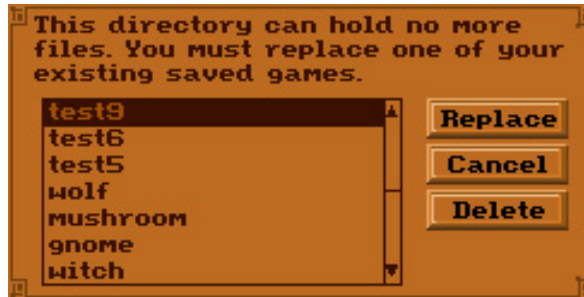 This directory can hold no more
files. You must replace one of your
existing saved games.
test9
test6
test5
wolf
mushroom
gnome
witch
Replace
Cancel
Delete